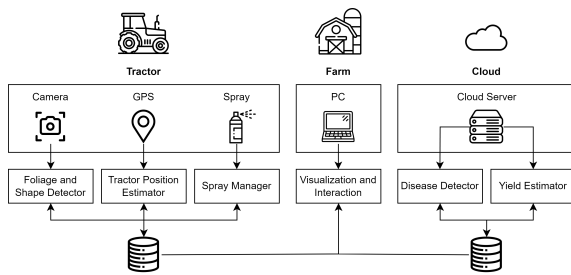 Tractor
Farm
Cloud
Camera
GPS
Spray
PC
Cloud Server
Foliage and
Shape Detector
Tractor Position
Estimator
Spray Manager
Visualization and
Interaction
Disease Detector
Yield Estimator